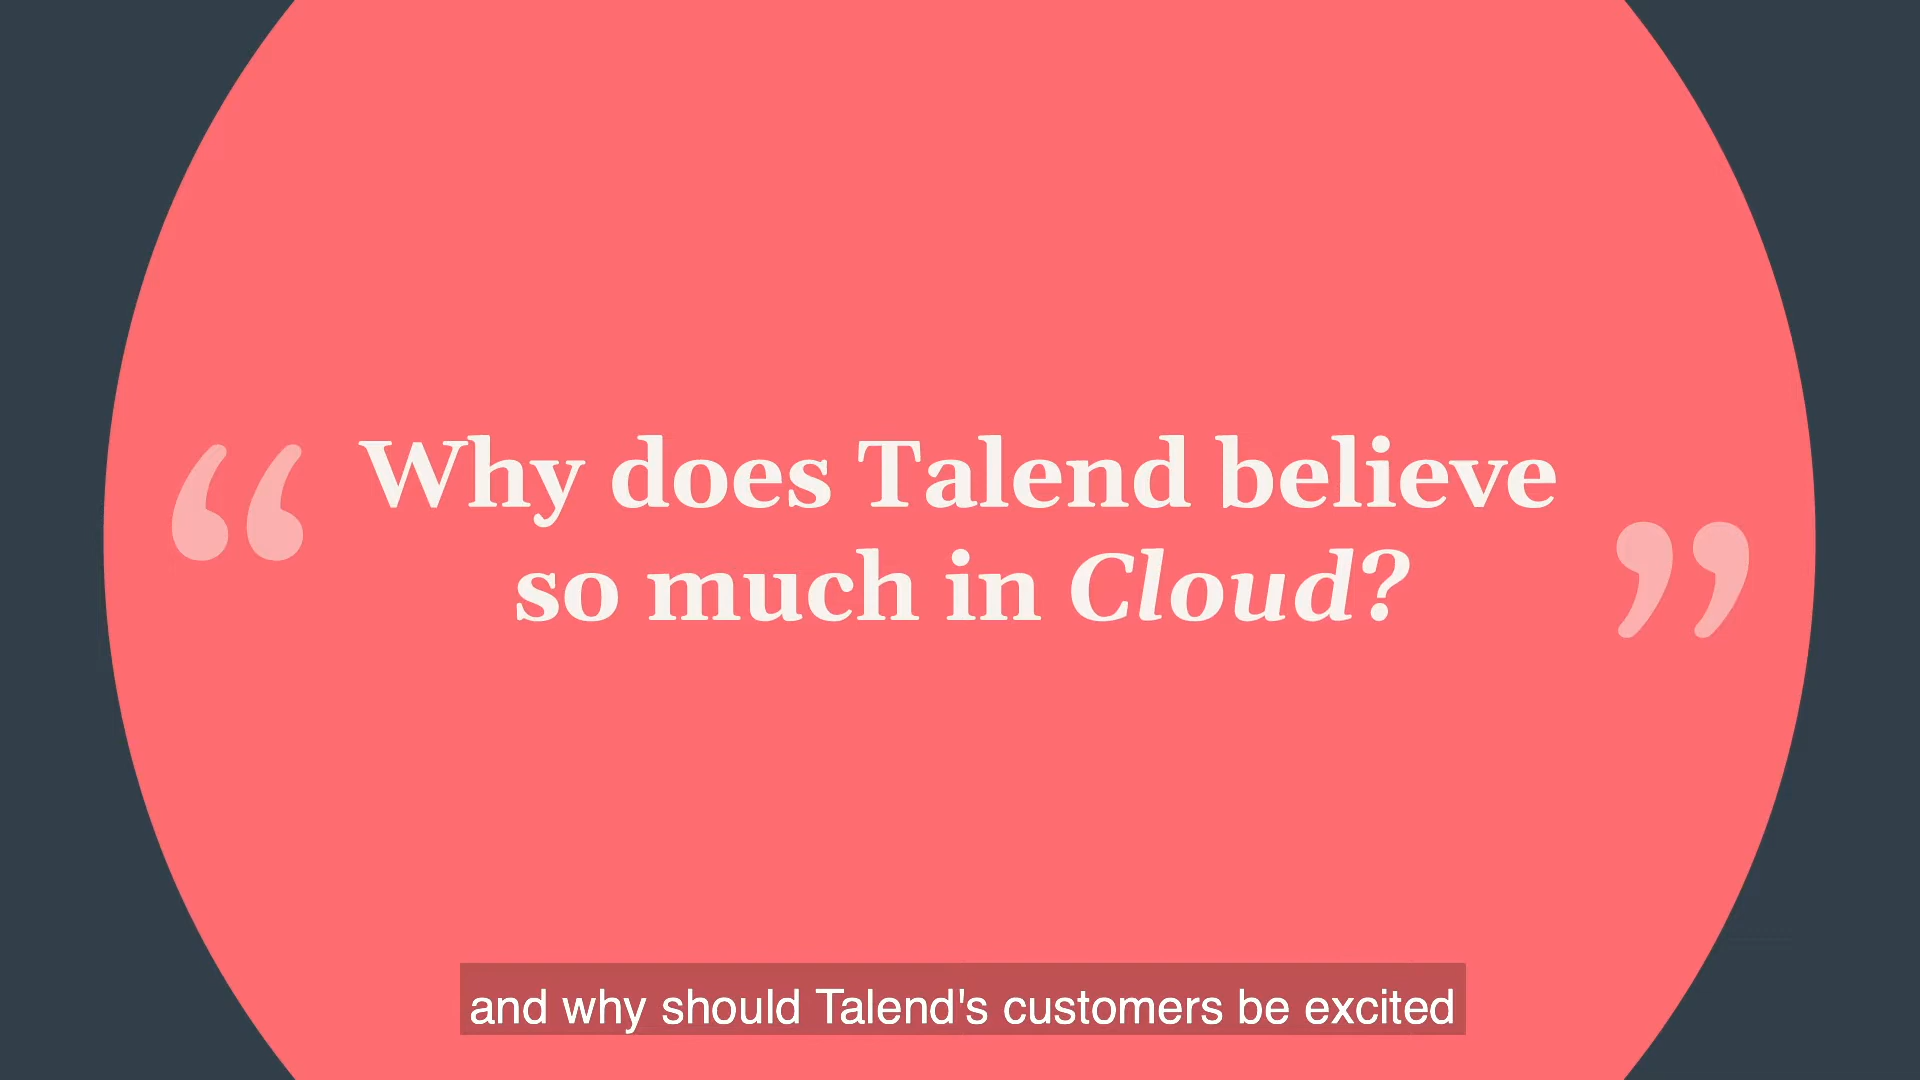 “Why does Talend believe
so much in Cloud?”
and why should Talend's customers be excited